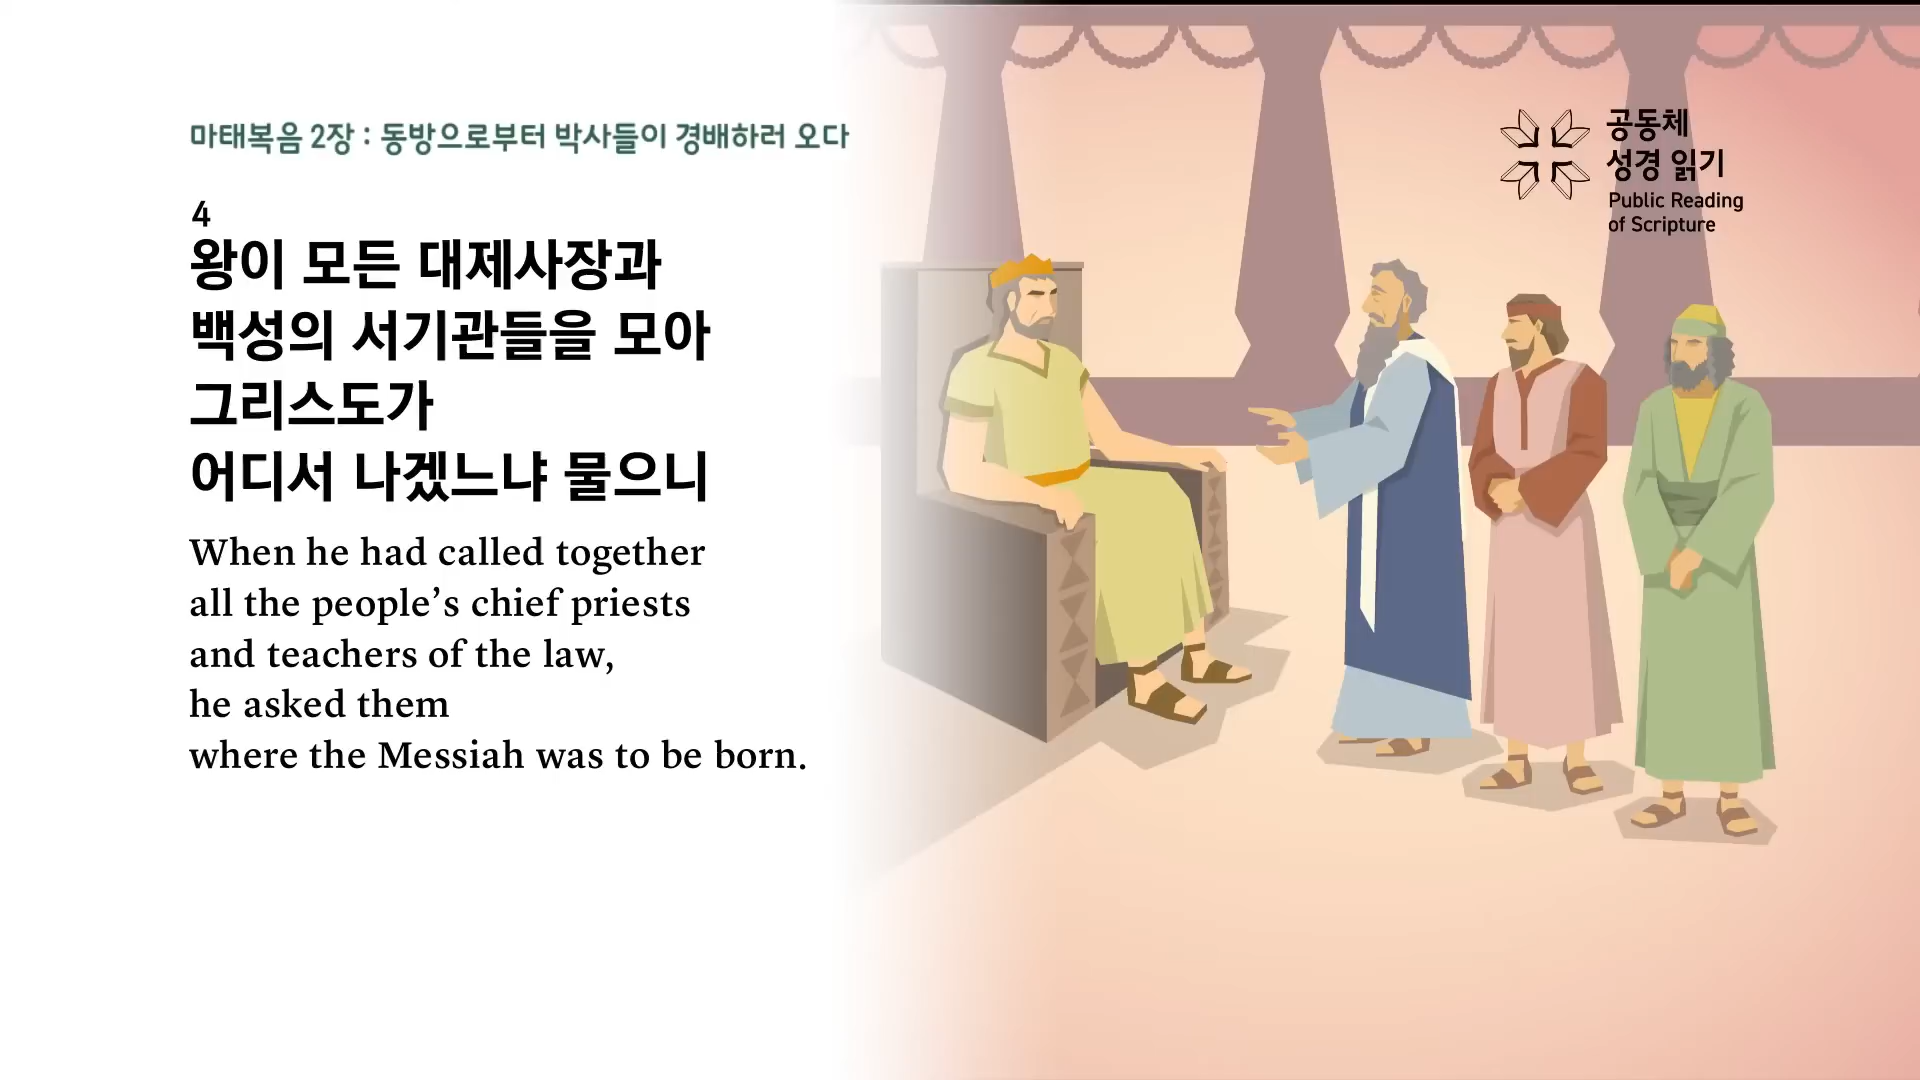 마태복음 2장 : 동방으로부터 박사들이 경배하러 오다
4
왕이 모든 대제사장과
백성의 서기관들을 모아
그리스도가
어디서 나겠느냐 물으니
When he had called together
all the people’s chief priests
and teachers of the law,
he asked them
where the Messiah was to be born.
공동체
성경 읽기
Public Reading
of Scripture